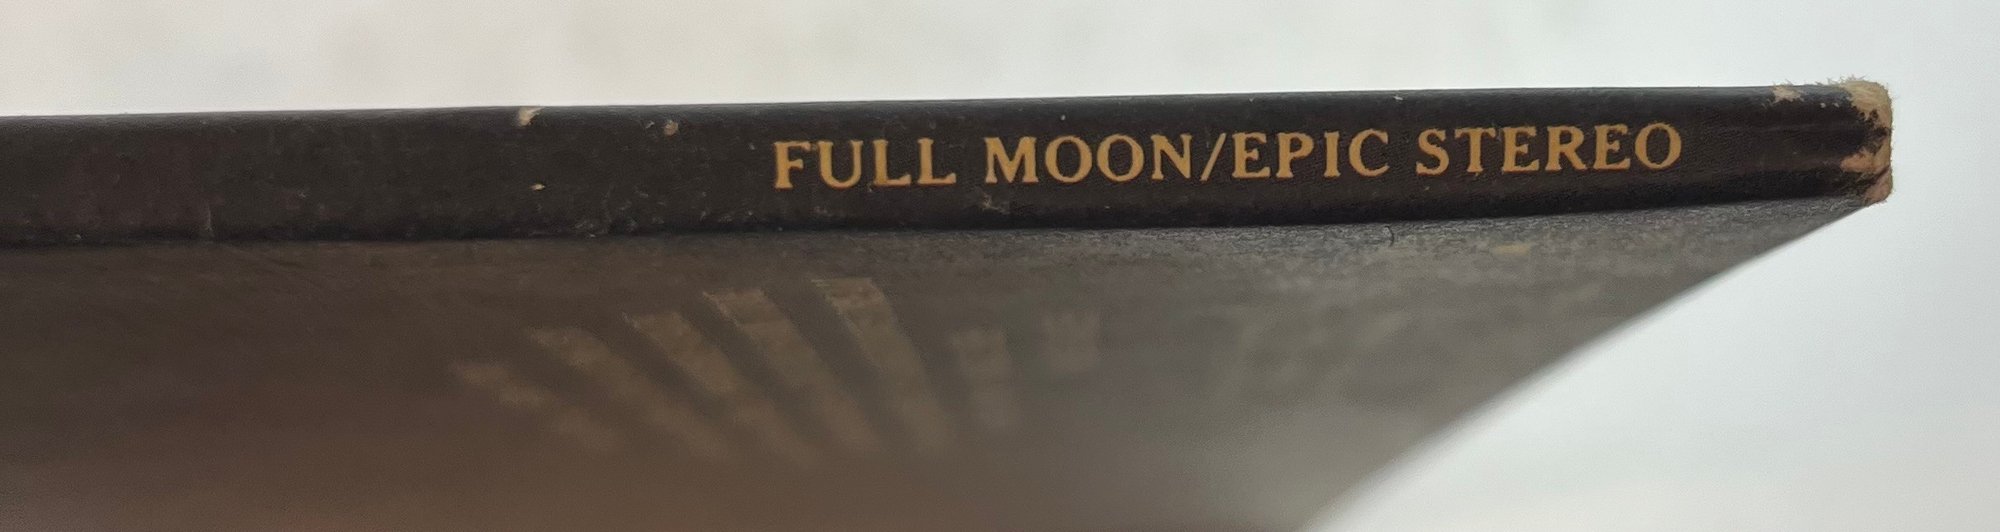 FULL MOON/EPIC STEREO